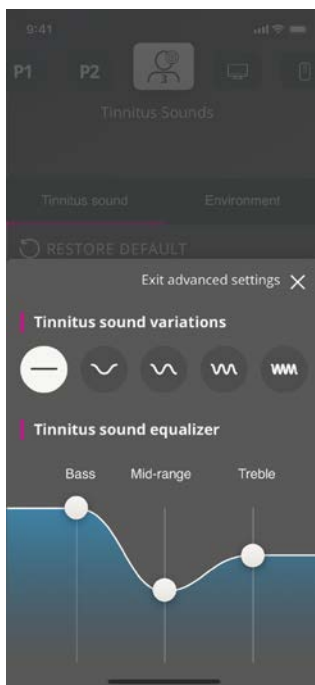 9:41
P1 P2 3
Tinnitus Sounds
Tinnitus sound Environment
RESTORE DEFAULT
Exit advanced settings
Tinnitus sound variations
Tinnitus sound equalizer
Bass Mid-range Treble